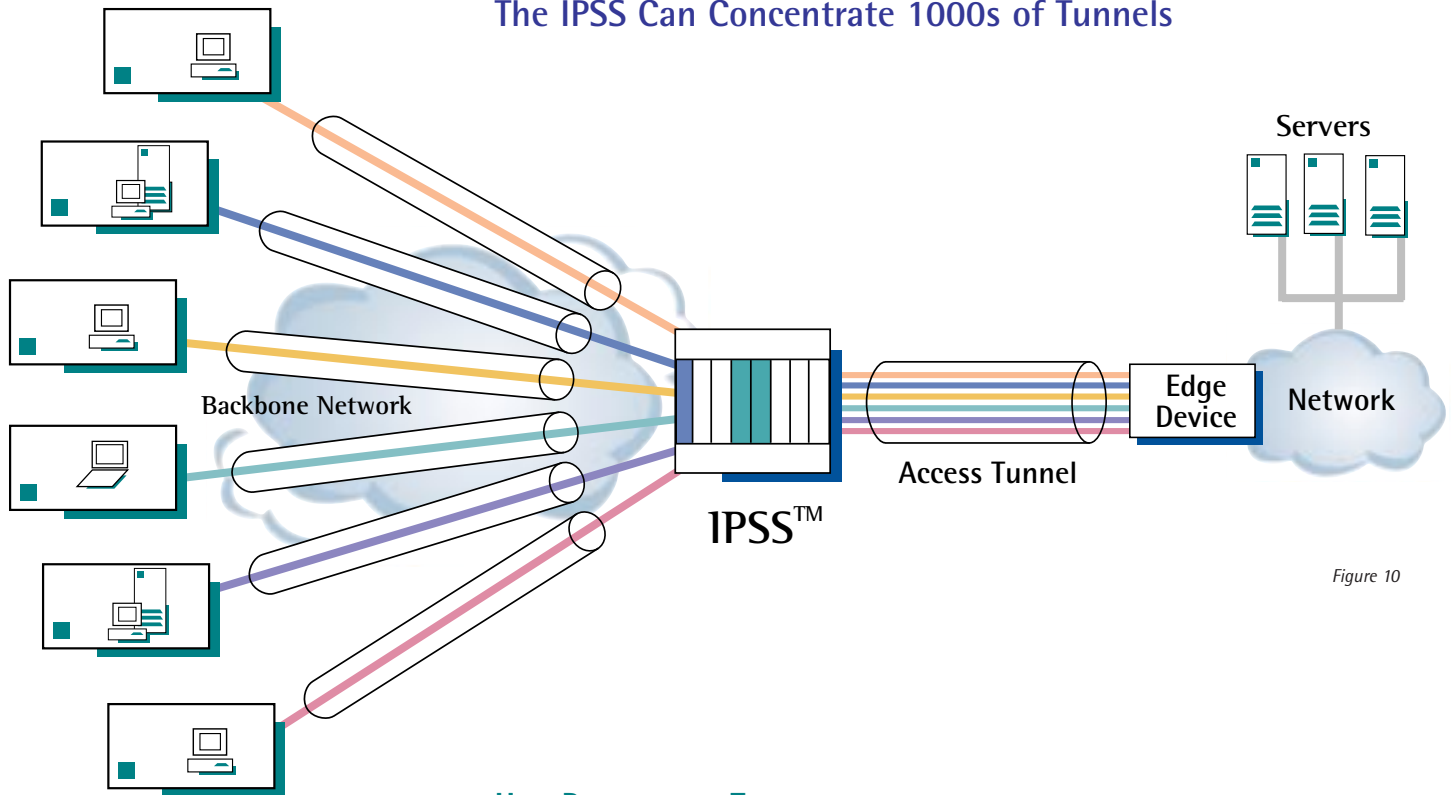 The IPSS Can Concentrate 1000s of Tunnels
Servers
Backbone Network
Edge
Device
Network
Access Tunnel
IPSS™
Figure 10